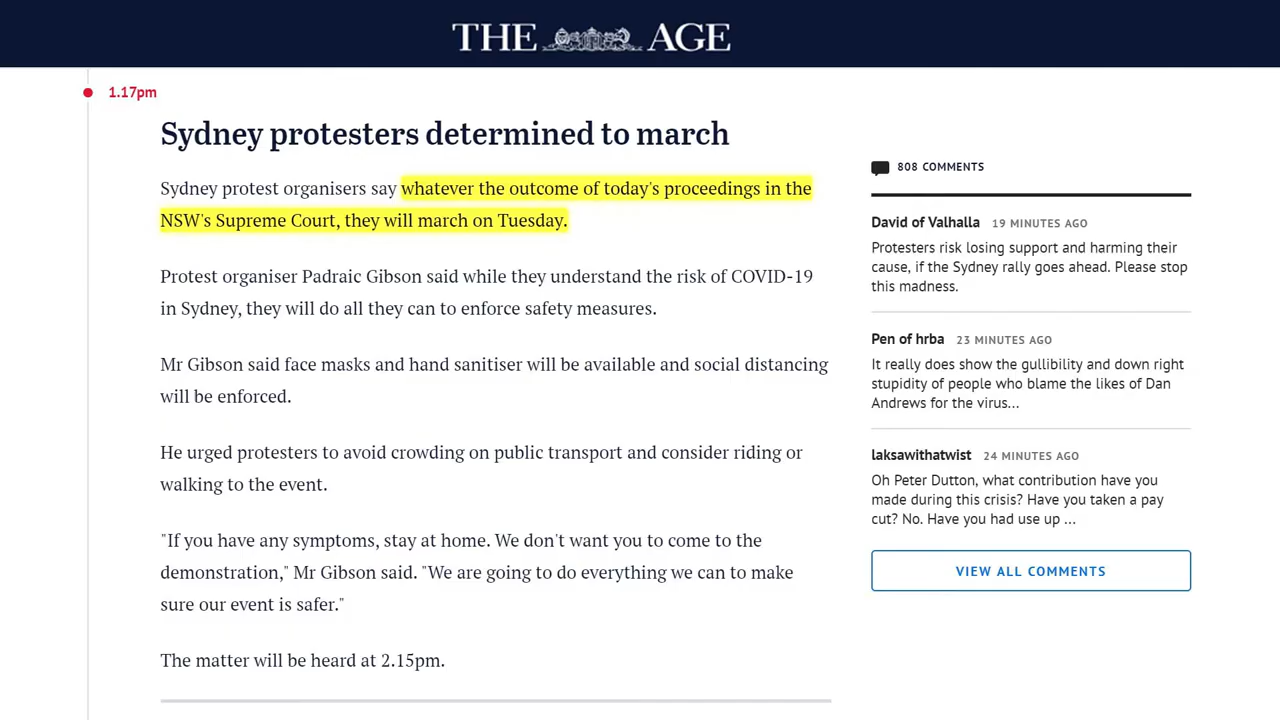 THE AGE
1.17pm
Sydney protesters determined to march
Sydney protest organisers say whatever the outcome of today's proceedings in the
NSW's Supreme Court, they will march on Tuesday.
Protest organiser Padraic Gibson said while they understand the risk of COVID-19
in Sydney, they will do all they can to enforce safety measures.
Mr Gibson said face masks and hand sanitiser will be available and social distancing
will be enforced.
He urged protesters to avoid crowding on public transport and consider riding or
walking to the event.
"If you have any symptoms, stay at home. We don't want you to come to the
demonstration," Mr Gibson said. "We are going to do everything we can to make
sure our event is safer."
The matter will be heard at 2.15pm.
808 COMMENTS
David of Valhalla 19 MINUTES AGO
Protesters risk losing support and harming their
cause, if the Sydney rally goes ahead. Please stop
this madness.
Pen of hrba 23 MINUTES AGO
It really does show the gullibility and down right
stupidity of people who blame the likes of Dan
Andrews for the virus...
laksawithatwist 24 MINUTES AGO
Oh Peter Dutton, what contribution have you
made during this crisis? Have you taken a pay
cut? No. Have you had use up ...
VIEW ALL COMMENTS